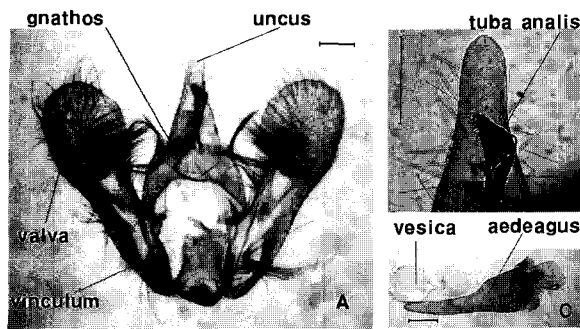 gnathos
uncus
valva
vinculum
A
tuba analis
vesica
aedeagus
C